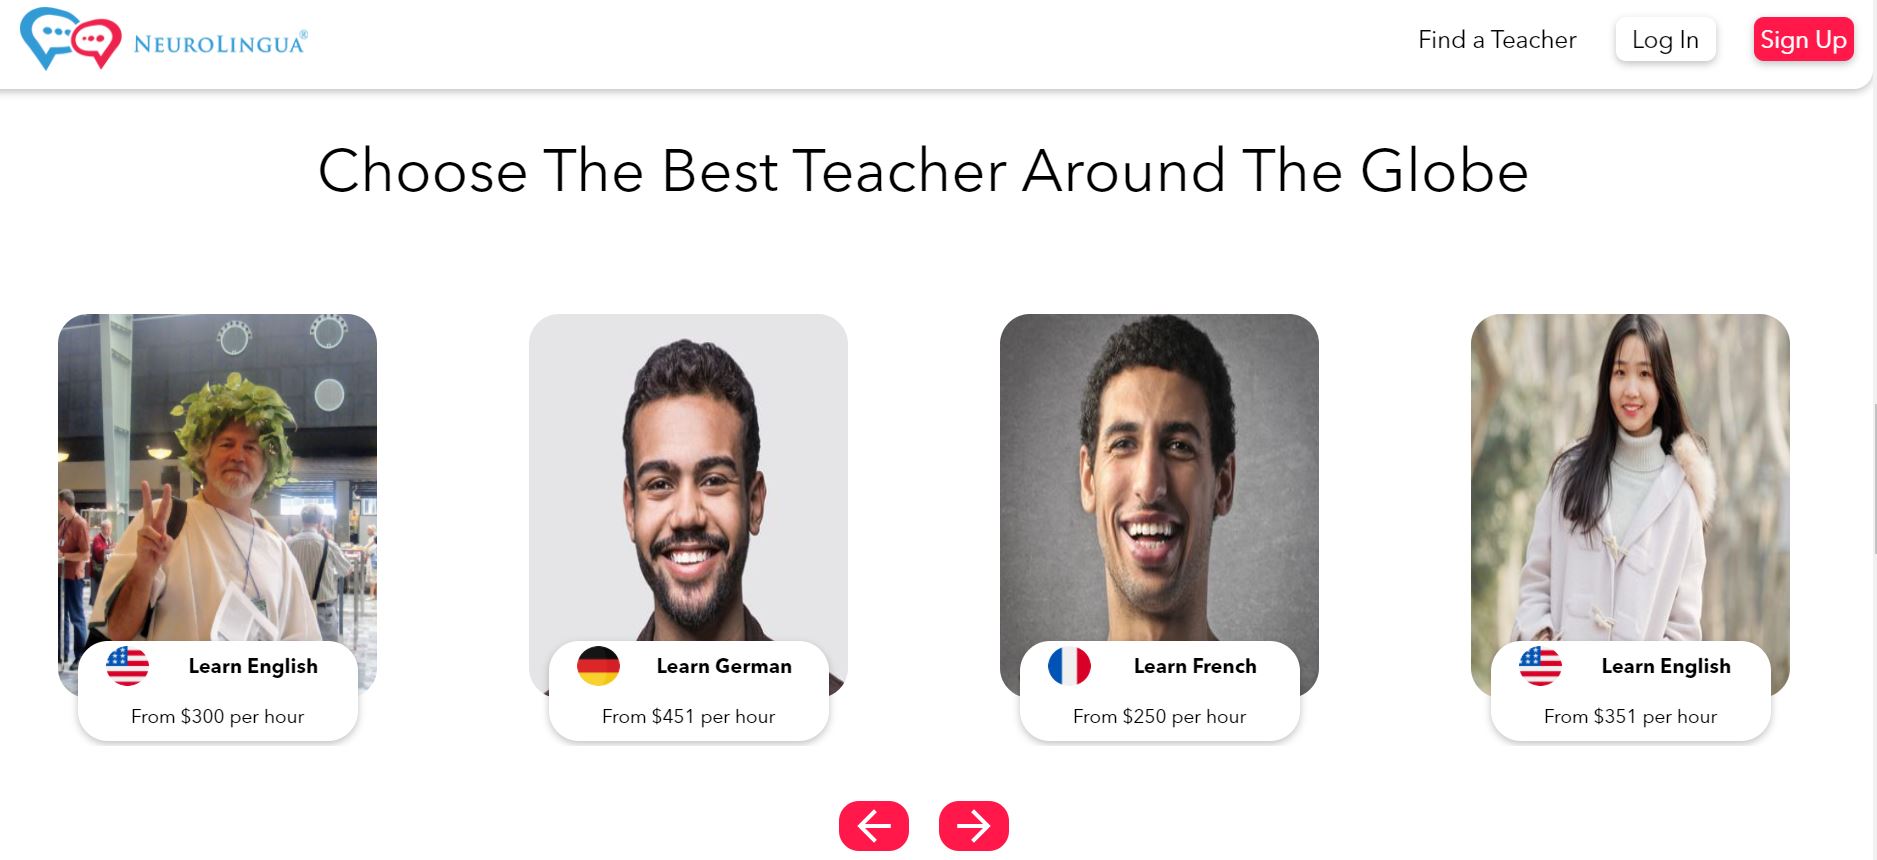 NEUROLINGUA®
Find a Teacher
Log In
Sign Up
Choose The Best Teacher Around The Globe
Learn English
From $300 per hour
Learn German
From $451 per hour
Learn French
From $250 per hour
Learn English
From $351 per hour